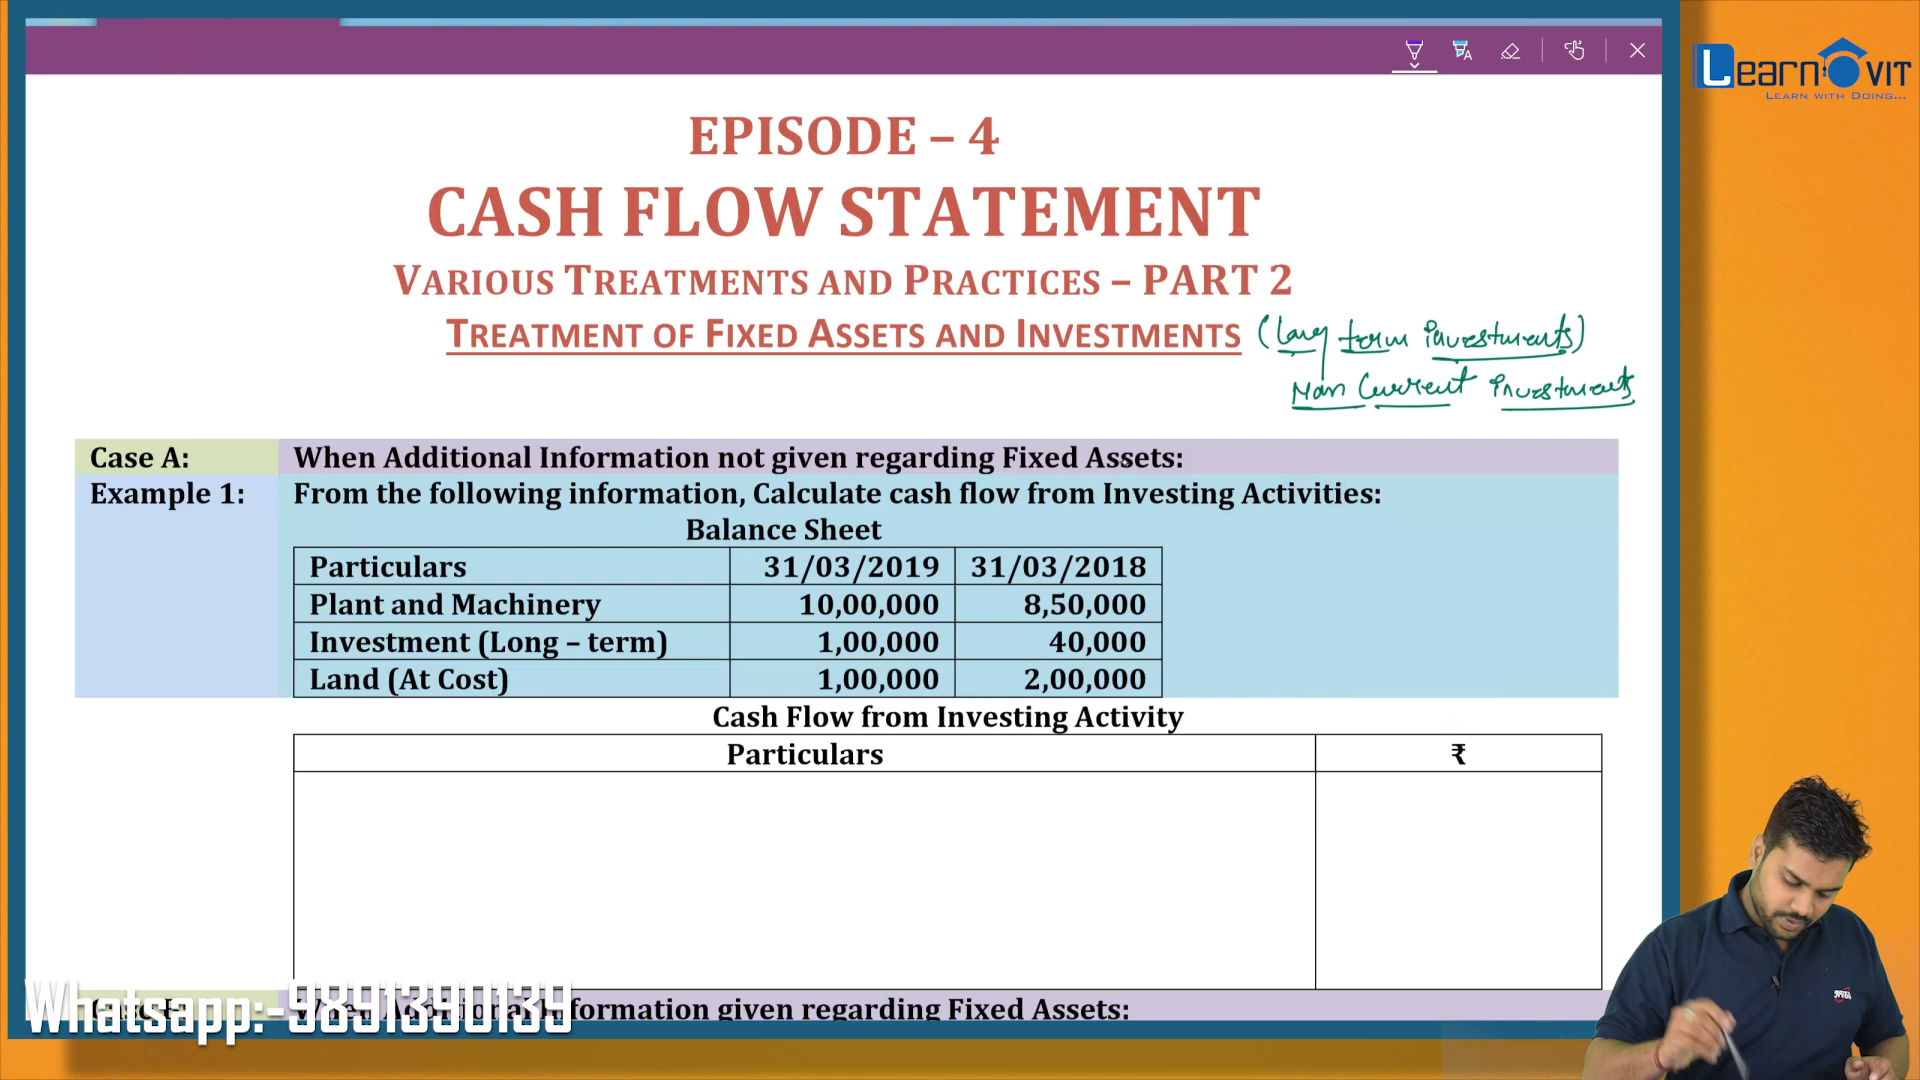 Learn VIT
LEARN WITH DOING...
EPISODE – 4
CASH FLOW STATEMENT
VARIOUS TREATMENTS AND PRACTICES – PART 2
TREATMENT OF FIXED ASSETS AND INVESTMENTS (Long term investments)
Non Current Investments
Case A: When Additional Information not given regarding Fixed Assets:
Example 1: From the following information, Calculate cash flow from Investing Activities:
Balance Sheet
Particulars 31/03/2019 31/03/2018
Plant and Machinery 10,00,000 8,50,000
Investment (Long – term) 1,00,000 40,000
Land (At Cost) 1,00,000 2,00,000
Cash Flow from Investing Activity
Particulars ₹
When Additional Information given regarding Fixed Assets:
Whatsapp:-9891390139